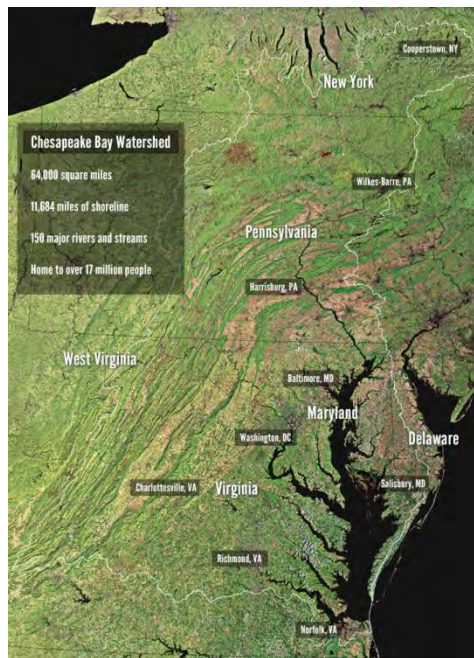 Cooperstown, NY
New York
Chesapeake Bay Watershed
64,000 square miles
11,684 miles of shoreline
150 major rivers and streams
Home to over 17 million people
Wilkes-Barre, PA
Pennsylvania
Harrisburg, PA
West Virginia
Baltimore, MD
Maryland
Delaware
Washington, DC
Salisbury, MD
Charlottesville, VA
Virginia
Richmond, VA
Norfolk, VA